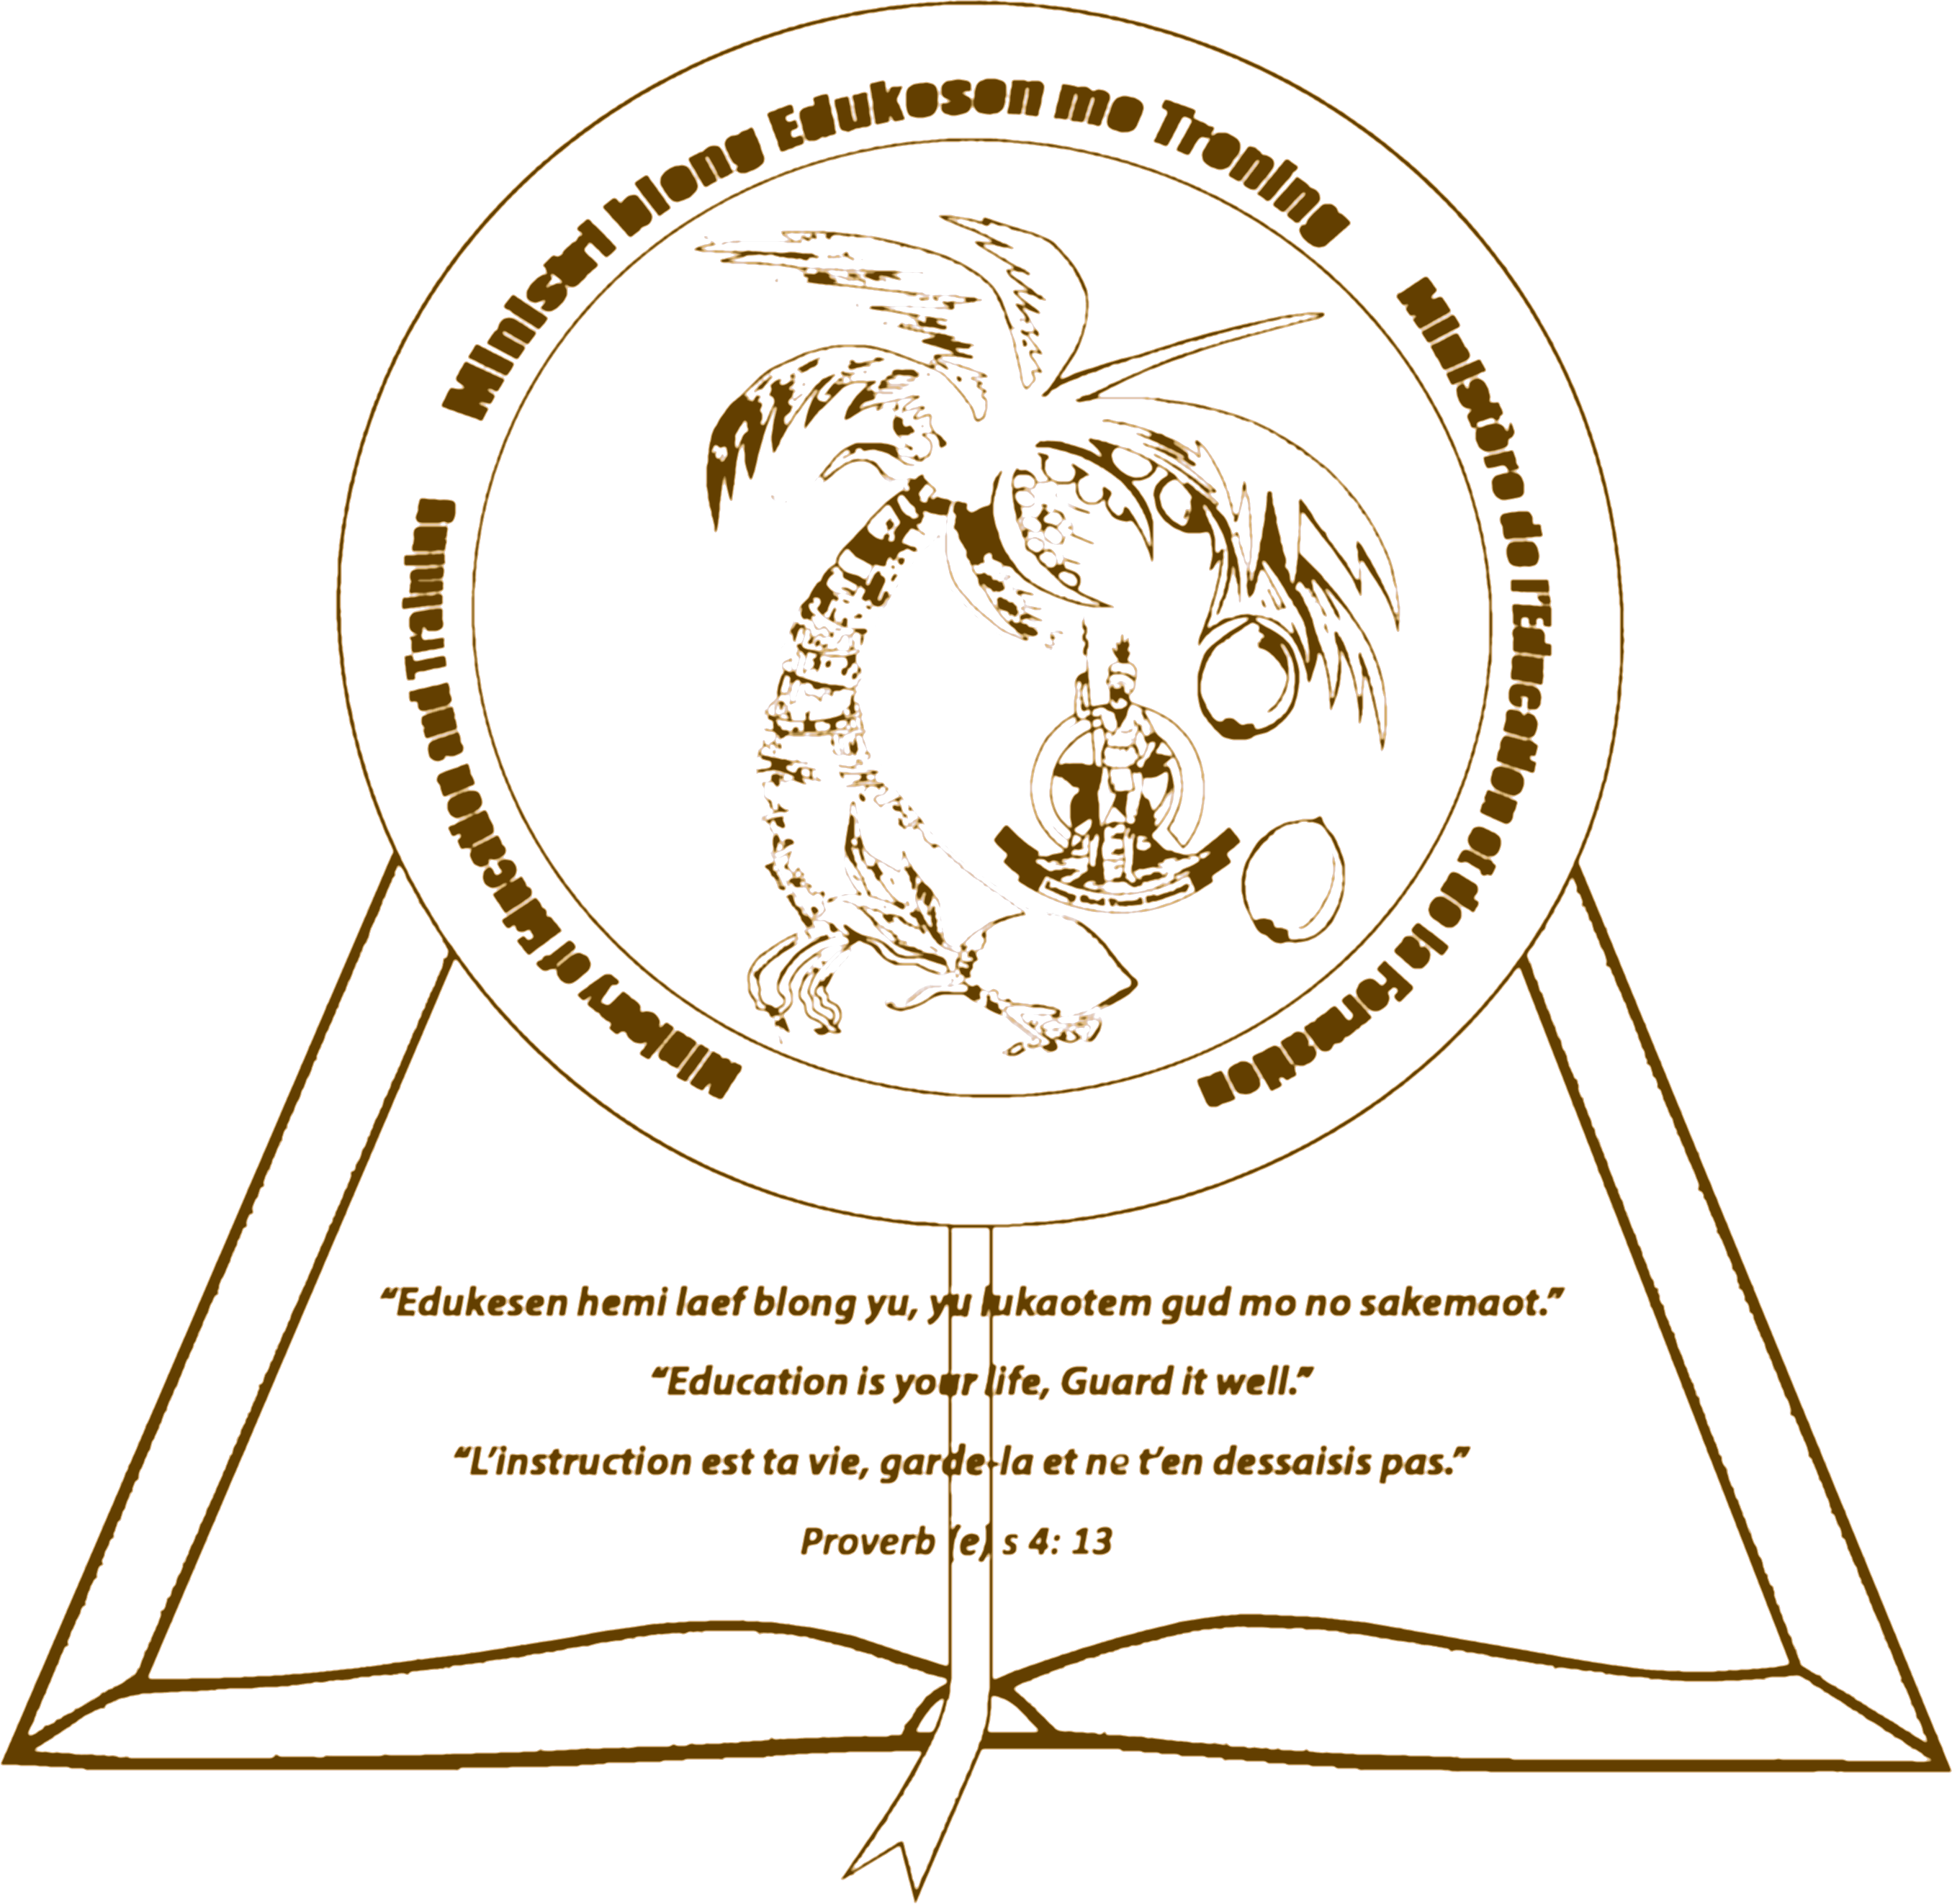 Ministri blong Edukesen mo Trening
Ministère de l'Education et de la Formation
Ministry of Education and Training
“Edukesen hemi laef blong yu, yu lukaotem gud mo no sakemaot.”
“Education is your life, Guard it well.”
“L’instruction est ta vie, garde-la et ne t’en dessaisis pas.”
Proverb (e) s 4: 13